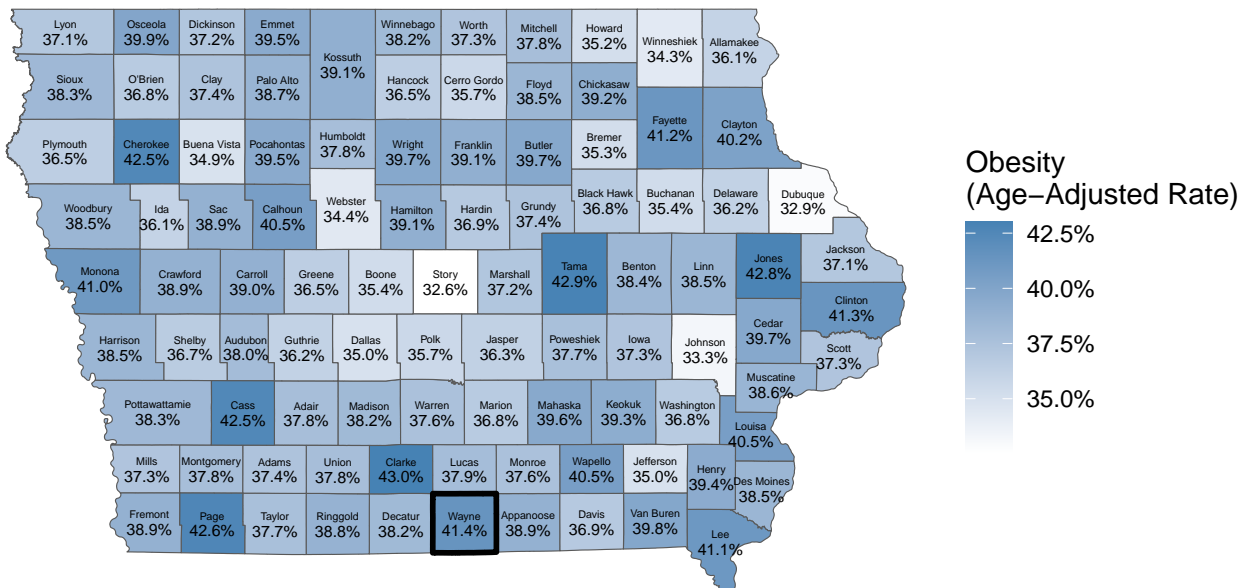 Lyon
37.1%
Osceola
39.9%
Dickinson
37.2%
Emmet
39.5%
Kossuth
39.1%
Winnebago
38.2%
Worth
37.3%
Mitchell
37.8%
Howard
35.2%
Winneshiek
34.3%
Allamakee
36.1%
Sioux
38.3%
O'Brien
36.8%
Clay
37.4%
Palo Alto
38.7%
Hancock
36.5%
Cerro Gordo
35.7%
Floyd
38.5%
Chickasaw
39.2%
Fayette
41.2%
Clayton
40.2%
Plymouth
36.5%
Cherokee
42.5%
Buena Vista
34.9%
Pocahontas
39.5%
Humboldt
37.8%
Wright
39.7%
Franklin
39.1%
Butler
39.7%
Bremer
35.3%
Woodbury
38.5%
Ida
36.1%
Sac
38.9%
Calhoun
40.5%
Webster
34.4%
Hamilton
39.1%
Hardin
36.9%
Grundy
37.4%
Black Hawk
36.8%
Buchanan
35.4%
Delaware
36.2%
Dubuque
32.9%
Monona
41.0%
Crawford
38.9%
Carroll
39.0%
Greene
36.5%
Boone
35.4%
Story
32.6%
Marshall
37.2%
Tama
42.9%
Benton
38.4%
Linn
38.5%
Jones
42.8%
Jackson
37.1%
Clinton
41.3%
Harrison
38.5%
Shelby
36.7%
Audubon
38.0%
Guthrie
36.2%
Dallas
35.0%
Polk
35.7%
Jasper
36.3%
Poweshiek
37.7%
Iowa
37.3%
Johnson
33.3%
Cedar
39.7%
Scott
37.3%
Muscatine
38.6%
Pottawattamie
38.3%
Cass
42.5%
Adair
37.8%
Madison
38.2%
Warren
37.6%
Marion
36.8%
Mahaska
39.6%
Keokuk
39.3%
Washington
36.8%
Louisa
40.5%
Mills
37.3%
Montgomery
37.8%
Adams
37.4%
Union
37.8%
Clarke
43.0%
Lucas
37.9%
Monroe
37.6%
Wapello
40.5%
Jefferson
35.0%
Henry
39.4%
Des Moines
38.5%
Fremont
38.9%
Page
42.6%
Taylor
37.7%
Ringgold
38.8%
Decatur
38.2%
Wayne
41.4%
Appanoose
38.9%
Davis
36.9%
Van Buren
39.8%
Lee
41.1%
Obesity
(Age−Adjusted Rate)
42.5%
40.0%
37.5%
35.0%